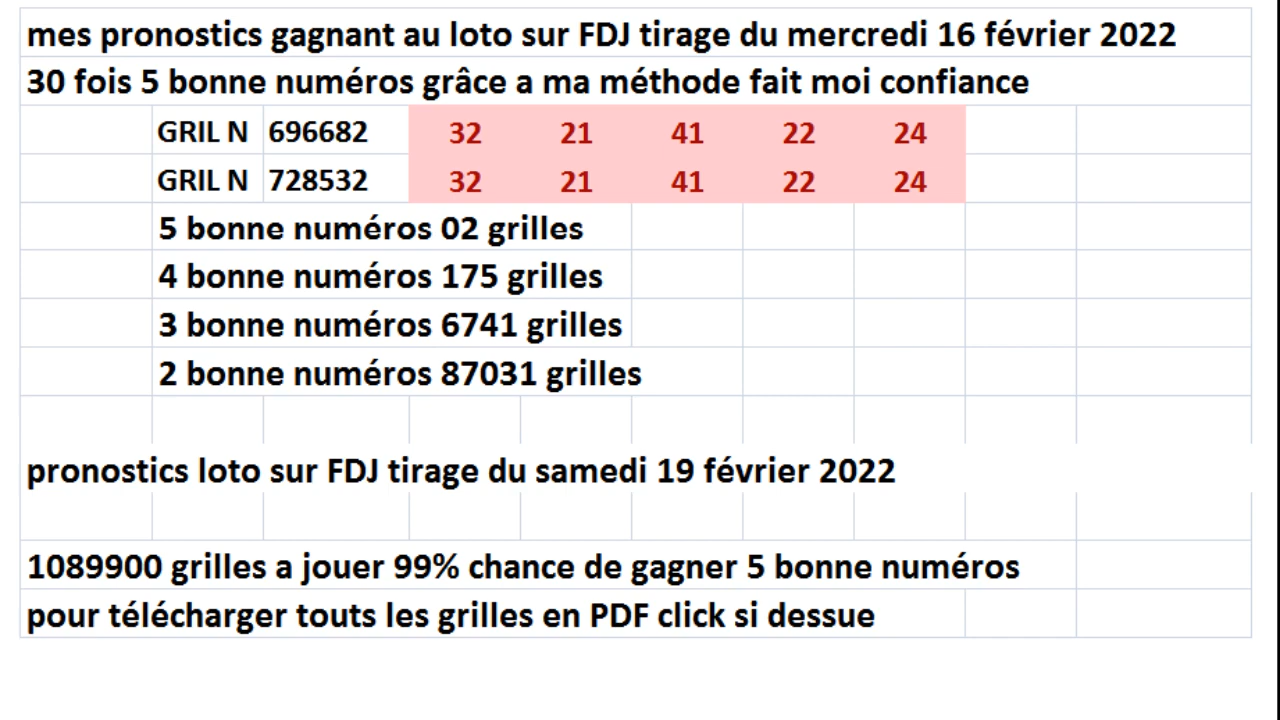 mes pronostics gagnant au loto sur FDJ tirage du mercredi 16 février 2022
30 fois 5 bonne numéros grâce a ma méthode fait moi confiance
GRIL N 696682 32 21 41 22 24
GRIL N 728532 32 21 41 22 24
5 bonne numéros 02 grilles
4 bonne numéros 175 grilles
3 bonne numéros 6741 grilles
2 bonne numéros 87031 grilles
pronostics loto sur FDJ tirage du samedi 19 février 2022
1089900 grilles a jouer 99% chance de gagner 5 bonne numéros
pour télécharger touts les grilles en PDF click si dessue